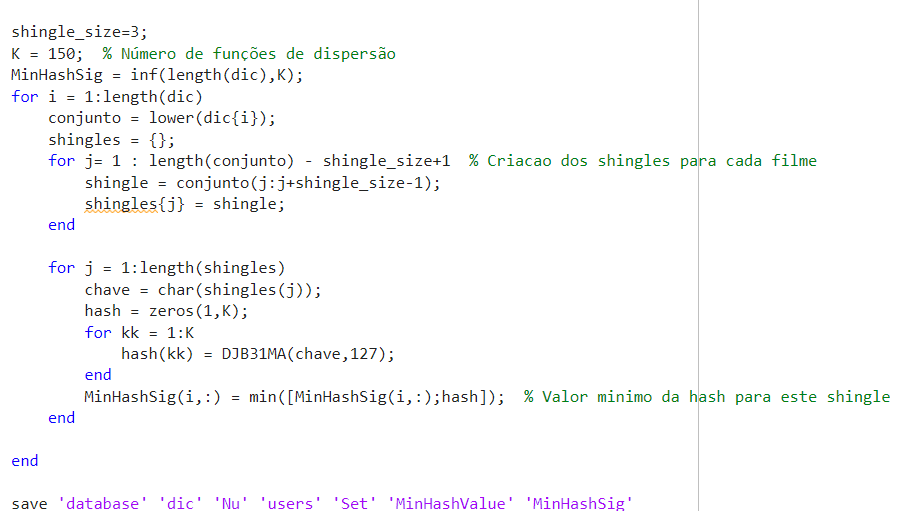 shingle_size=3;
K = 150;  % Número de funções de dispersão
MinHashSig = inf(length(dic),K);
for i = 1:length(dic)
    conjunto = lower(dic{i});
    shingles = {};
    for j= 1 : length(conjunto) - shingle_size+1  % Criacao dos shingles para cada filme
        shingle = conjunto(j:j+shingle_size-1);
        shingles{j} = shingle;
    end
    for j = 1:length(shingles)
        chave = char(shingles(j));
        hash = zeros(1,K);
        for kk = 1:K
            hash(kk) = DJB31MA(chave,127);
        end
        MinHashSig(i,:) = min([MinHashSig(i,:);hash]);  % Valor minimo da hash para este shingle
    end
end
save 'database' 'dic' 'Nu' 'users' 'Set' 'MinHashValue' 'MinHashSig'